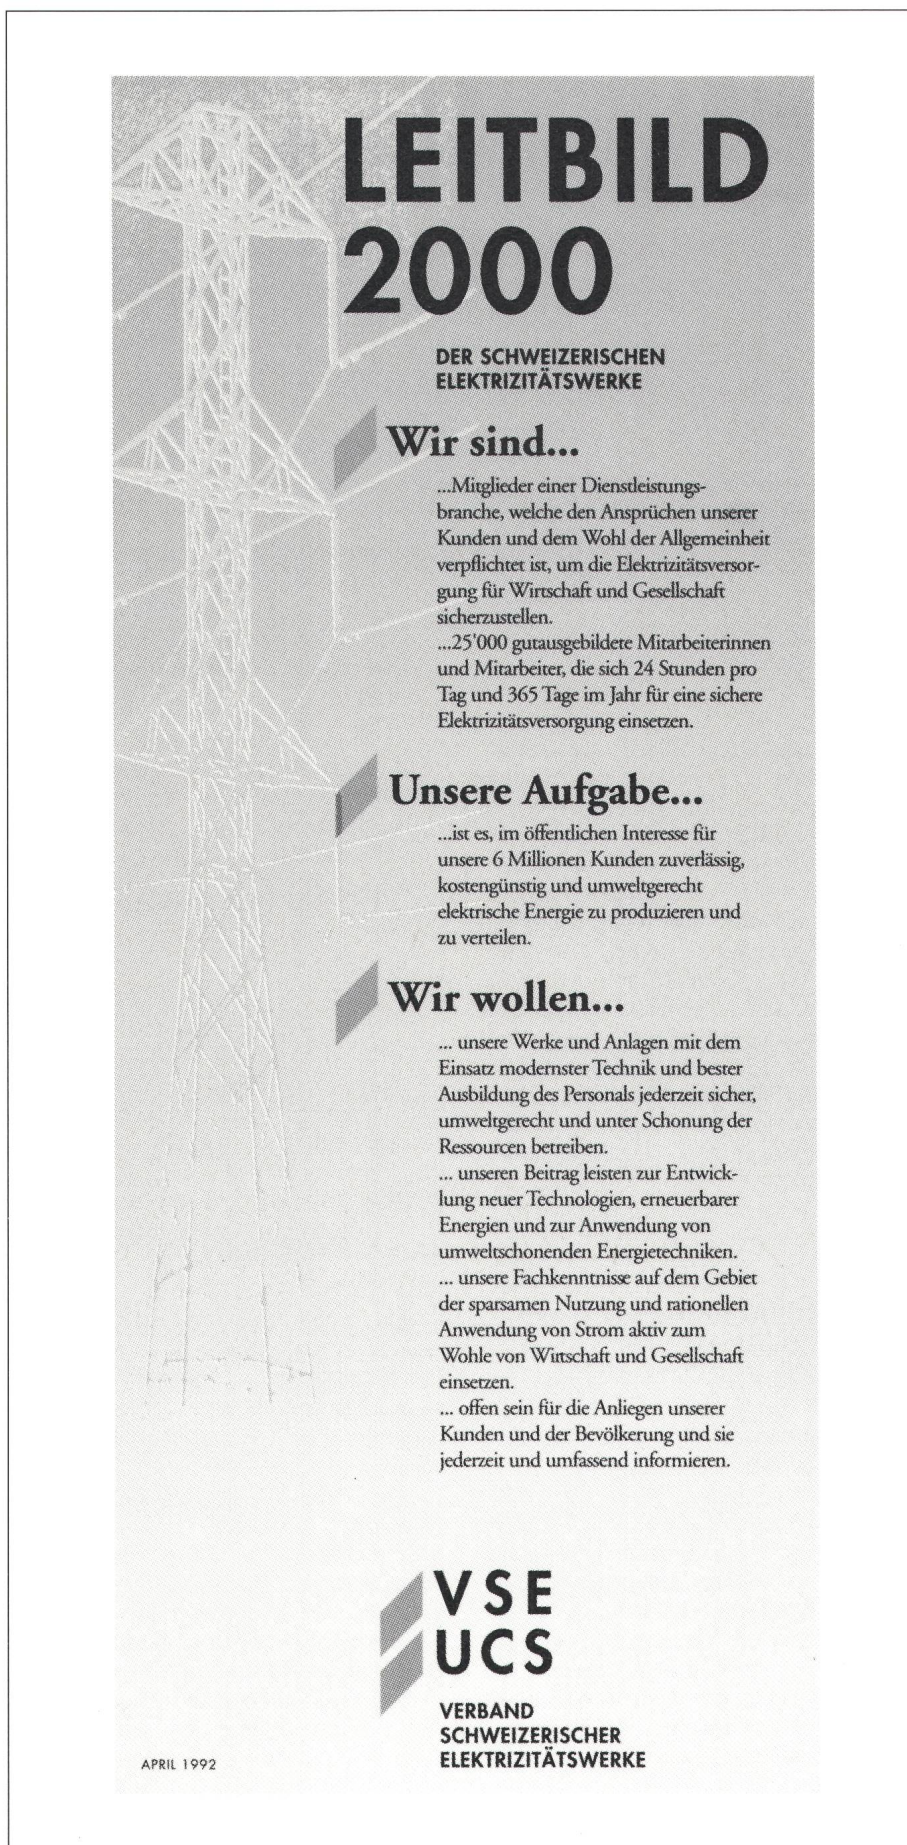 LEITBILD
2000
DER SCHWEIZERISCHEN
ELEKTRIZITÄTSWERKE
Wir sind...
...Mitglieder einer Dienstleistungs-
branche, welche den Ansprüchen unserer
Kunden und dem Wohl der Allgemeinheit
verpflichtet ist, um die Elektrizitätsversor-
gung für Wirtschaft und Gesellschaft
sicherzustellen.
...25'000 gutausgebildete Mitarbeiterinnen
und Mitarbeiter, die sich 24 Stunden pro
Tag und 365 Tage im Jahr für eine sichere
Elektrizitätsversorgung einsetzen.
Unsere Aufgabe...
...ist es, im öffentlichen Interesse für
unsere 6 Millionen Kunden zuverlässig,
kostengünstig und umweltgerecht
elektrische Energie zu produzieren und
zu verteilen.
Wir wollen...
... unsere Werke und Anlagen mit dem
Einsatz modernster Technik und bester
Ausbildung des Personals jederzeit sicher,
umweltgerecht und unter Schonung der
Ressourcen betreiben.
... unseren Beitrag leisten zur Entwick-
lung neuer Technologien, erneuerbarer
Energien und zur Anwendung von
umweltschonenden Energietechniken.
... unsere Fachkenntnisse auf dem Gebiet
der sparsamen Nutzung und rationellen
Anwendung von Strom aktiv zum
Wohle von Wirtschaft und Gesellschaft
einsetzen.
... offen sein für die Anliegen unserer
Kunden und der Bevölkerung und sie
jederzeit und umfassend informieren.
VSE
UCS
VERBAND
SCHWEIZERISCHER
ELEKTRIZITÄTSWERKE
APRIL 1992